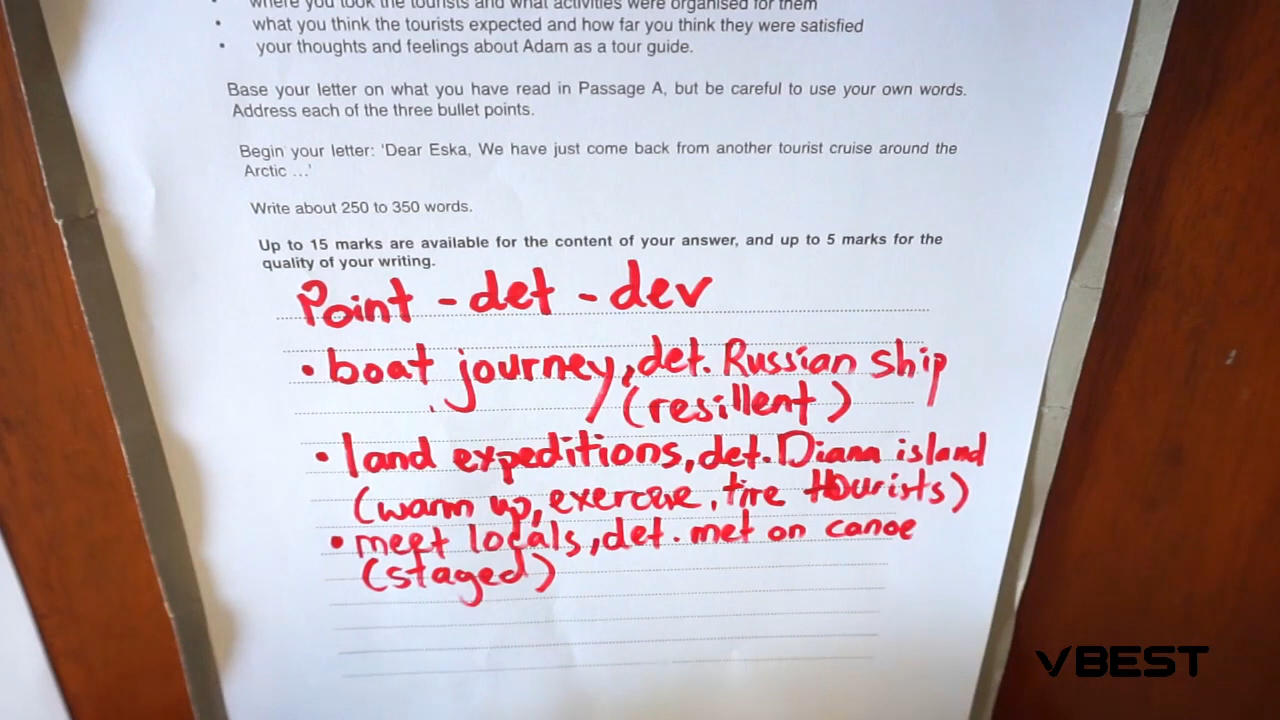 where you took the tourists and what activities were organised for them
• what you think the tourists expected and how far you think they were satisfied
• your thoughts and feelings about Adam as a tour guide.
Base your letter on what you have read in Passage A, but be careful to use your own words.
Address each of the three bullet points.
Begin your letter: 'Dear Eska, We have just come back from another tourist cruise around the
Arctic ...'
Write about 250 to 350 words.
Up to 15 marks are available for the content of your answer, and up to 5 marks for the
quality of your writing.
Point - det - dev
• boat journey, det. Russian ship
(resillent)
• land expeditions, det. Diana island
(warm up, exercise, tire tourists)
• meet locals, det. met on canoe
(staged)
VBEST